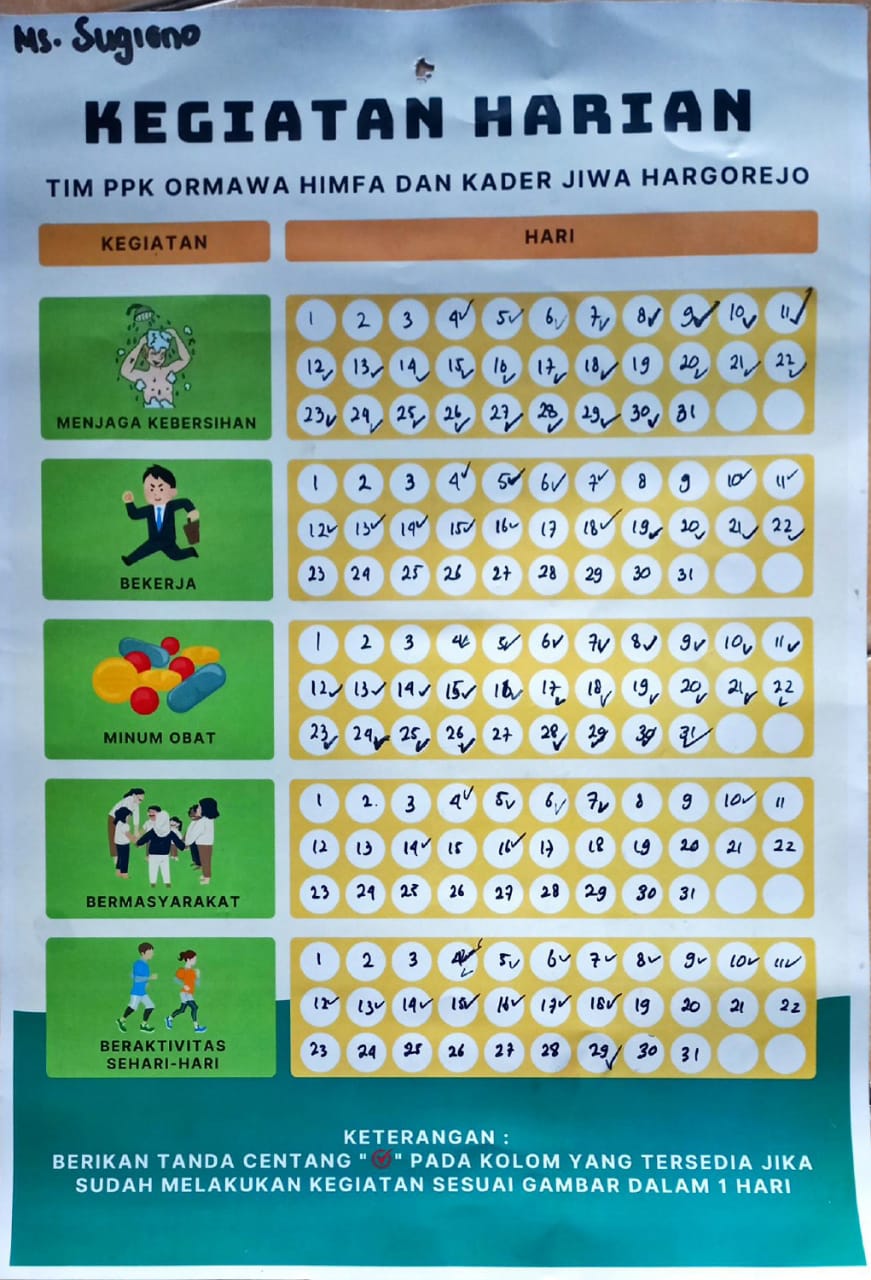 Ms. Sugiono
KEGIATAN HARIAN
TIM PPK ORMAWA HIMFA DAN KADER JIWA HARGOREJO
KEGIATAN HARI
MENJAGA KEBERSIHAN
1 2 3 4✓ 5✓ 6✓ 7✓ 8✓ 9✓ 10✓ 11✓
12✓ 13✓ 14✓ 15✓ 16✓ 17✓ 18✓ 19 20✓ 21✓ 22✓
23✓ 24✓ 25✓ 26✓ 27✓ 28✓ 29✓ 30✓ 31
BEKERJA
1 2 3 4✓ 5✓ 6✓ 7✓ 8 9 10✓ 11✓
12✓ 13✓ 14✓ 15✓ 16✓ 17 18✓ 19✓ 20✓ 21✓ 22✓
23 24 25 26 27 28 29 30 31
MINUM OBAT
1 2 3 4✓ 5✓ 6✓ 7✓ 8✓ 9✓ 10✓ 11✓
12✓ 13✓ 14✓ 15✓ 16✓ 17✓ 18✓ 19✓ 20✓ 21✓ 22✓
23✓ 24✓ 25✓ 26✓ 27 28✓ 29✓ 30✓ 31✓
BERMASYARAKAT
1 2. 3 4✓ 5✓ 6✓ 7✓ 8 9 10✓ 11
12 13 14✓ 15 16✓ 17 18 19 20 21 22
23 24 25 26 27 28 29 30 31
BERAKTIVITAS
SEHARI-HARI
1 2 3 4✓ 5✓ 6✓ 7✓ 8✓ 9✓ 10✓ 11✓
12✓ 13✓ 14✓ 15✓ 16✓ 17✓ 18✓ 19 20 21 22
23 24 25 26 27 28 29✓ 30 31
KETERANGAN :
BERIKAN TANDA CENTANG "✓" PADA KOLOM YANG TERSEDIA JIKA
SUDAH MELAKUKAN KEGIATAN SESUAI GAMBAR DALAM 1 HARI